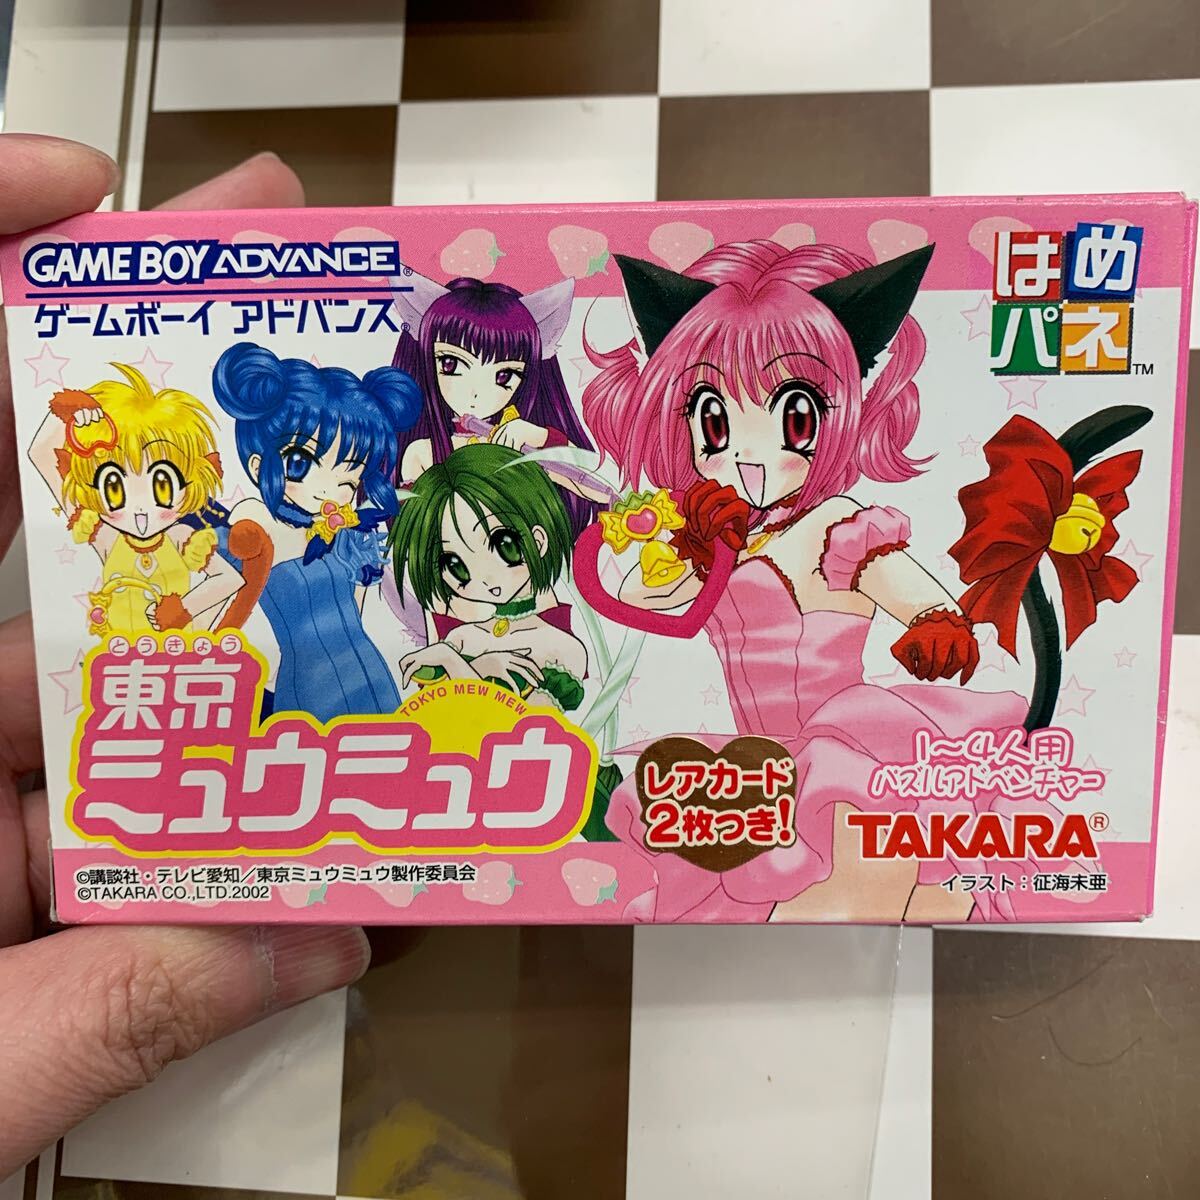 GAME BOY ADVANCE®
ゲームボーイ アドバンス®
はめ
パネ™
とうきょう
東京
ミュウミュウ
TOKYO MEW MEW
レアカード
2枚つき!
1〜4人用
パズルアドベンチャー
TAKARA®
イラスト:征海未亜
©講談社・テレビ愛知/東京ミュウミュウ製作委員会
©TAKARA CO.,LTD.2002